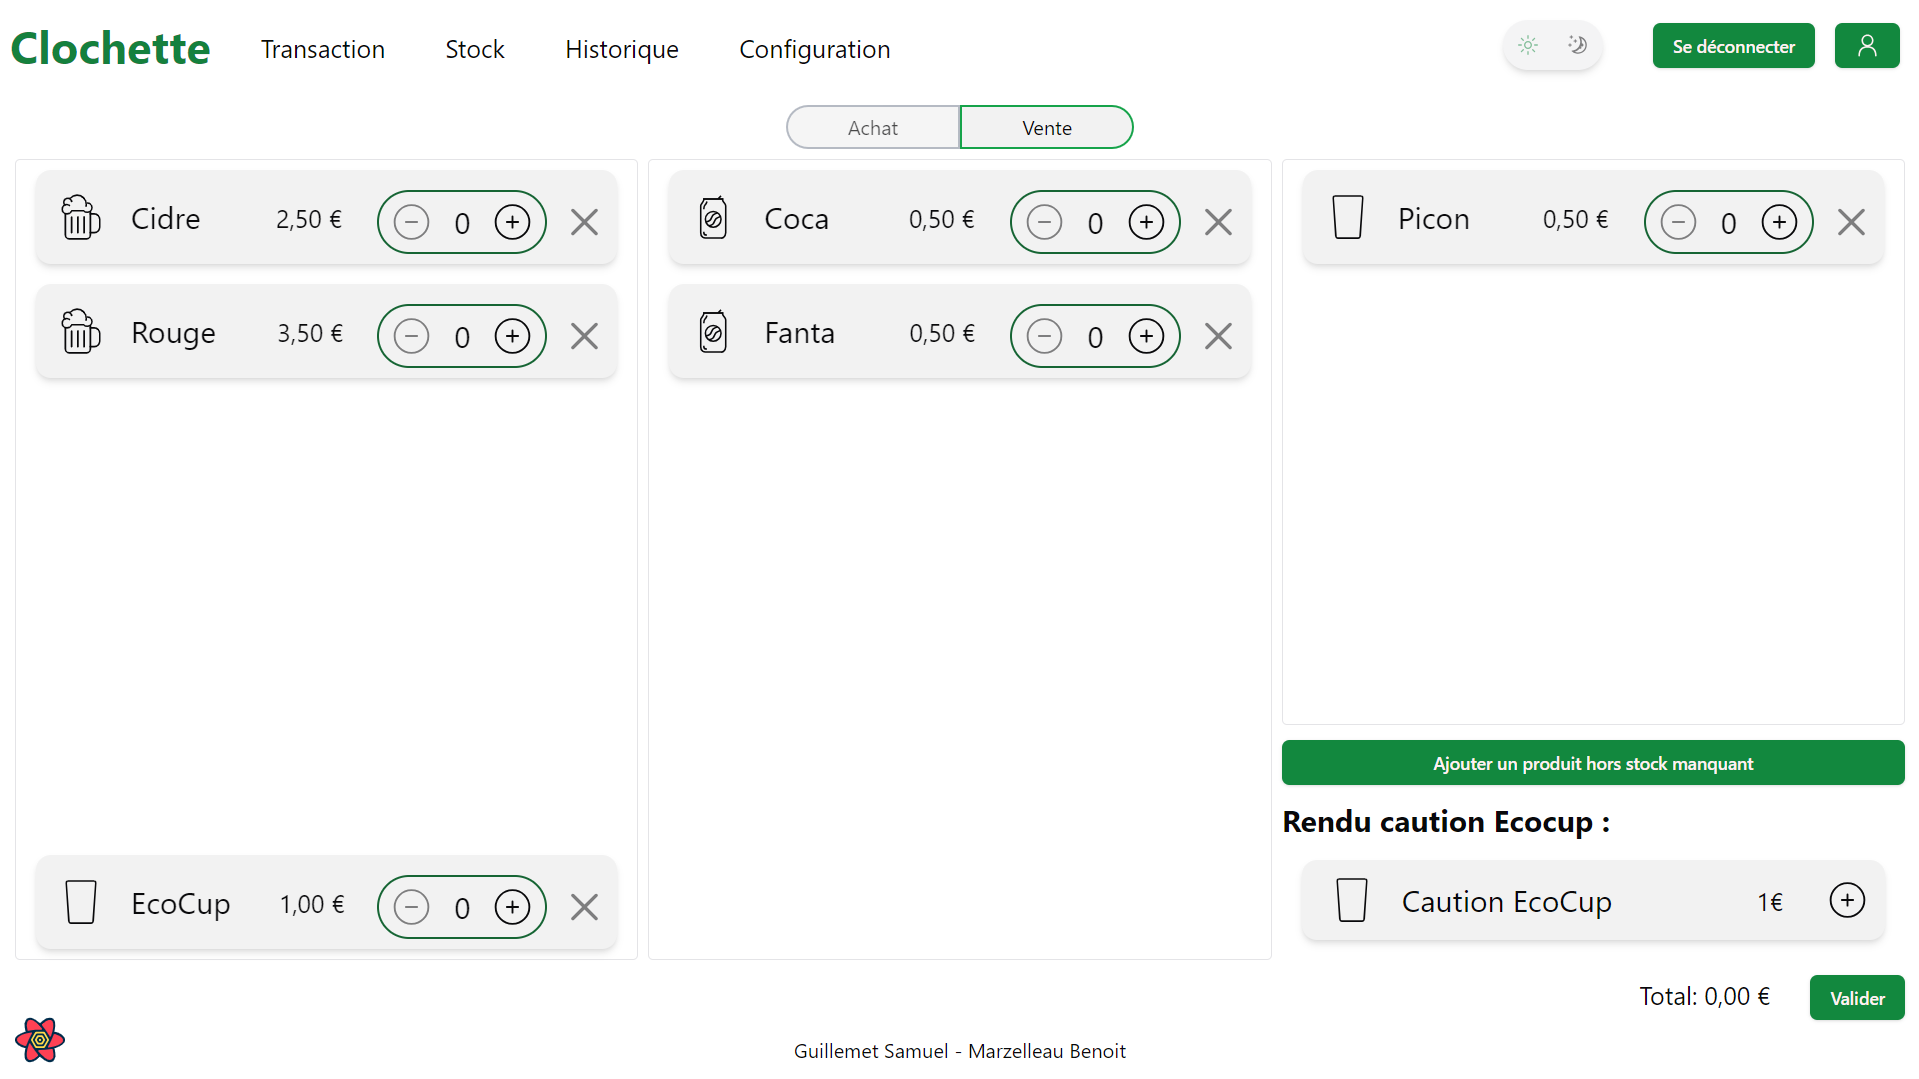 Clochette Transaction Stock Historique Configuration Se déconnecter
Achat Vente
Cidre 2,50 € 0
Rouge 3,50 € 0
EcoCup 1,00 € 0
Coca 0,50 € 0
Fanta 0,50 € 0
Picon 0,50 € 0
Ajouter un produit hors stock manquant
Rendu caution Ecocup :
Caution EcoCup 1€
Total: 0,00 € Valider
Guillemet Samuel - Marzelleau Benoit